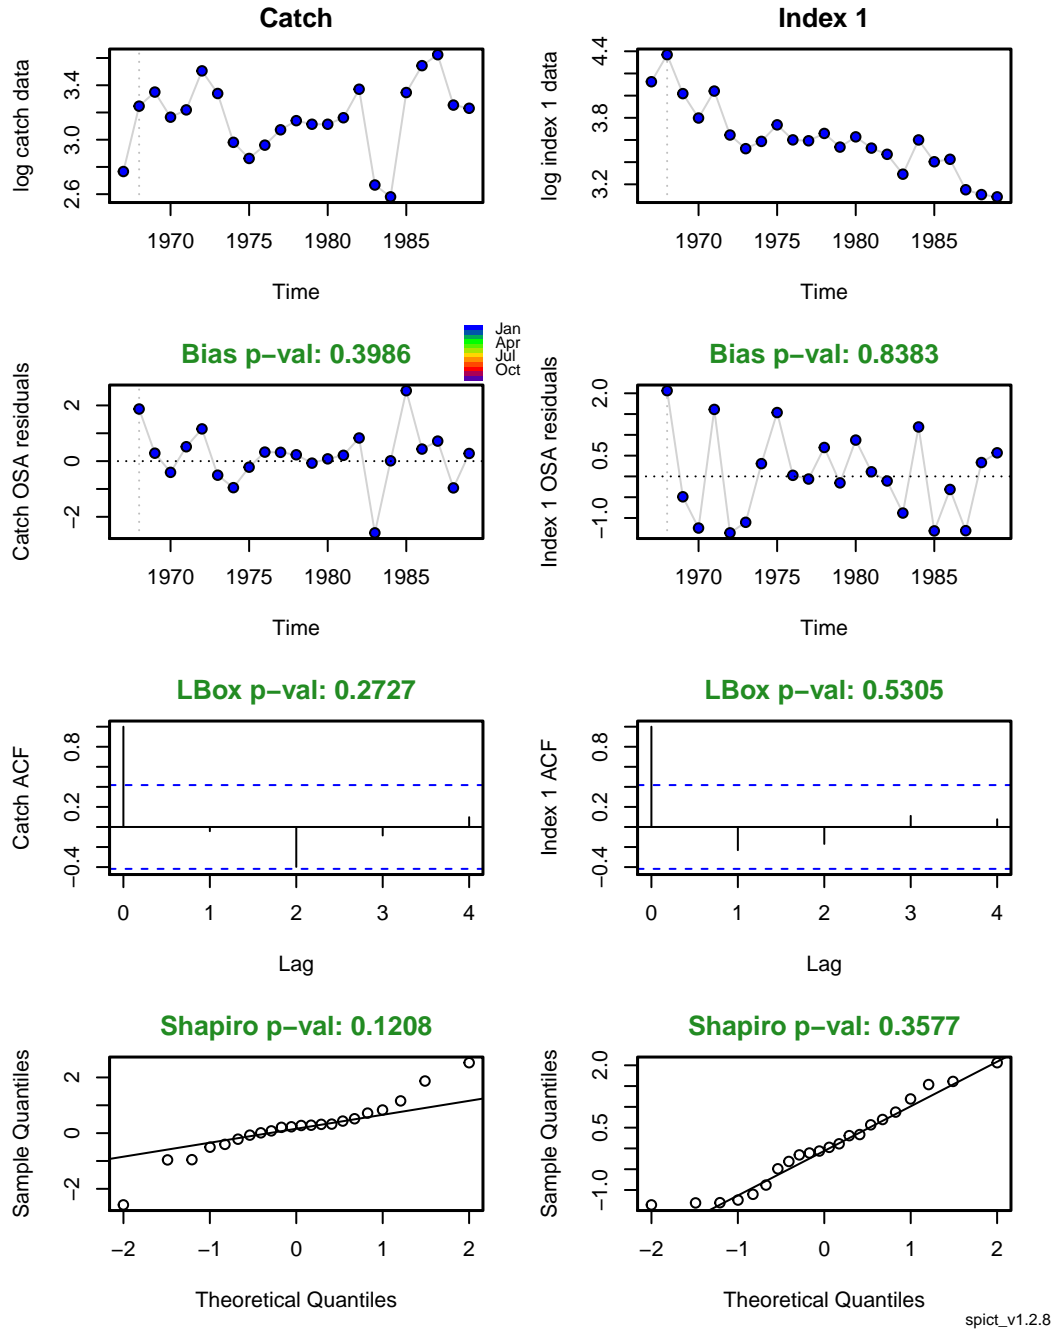 Catch
log catch data
2.6 3.0 3.4
1970 1975 1980 1985
Time
Index 1
log index 1 data
3.2 3.8 4.4
1970 1975 1980 1985
Time
Bias p−val: 0.3986
Jan
Apr
Jul
Oct
Catch OSA residuals
−2 0 2
1970 1975 1980 1985
Time
Bias p−val: 0.8383
Index 1 OSA residuals
−1.0 0.5 2.0
1970 1975 1980 1985
Time
LBox p−val: 0.2727
Catch ACF
−0.4 0.2 0.8
0 1 2 3 4
Lag
LBox p−val: 0.5305
Index 1 ACF
−0.4 0.2 0.8
0 1 2 3 4
Lag
Shapiro p−val: 0.1208
Sample Quantiles
−2 0 2
−2 −1 0 1 2
Theoretical Quantiles
Shapiro p−val: 0.3577
Sample Quantiles
−1.0 0.5 2.0
−2 −1 0 1 2
Theoretical Quantiles
spict_v1.2.8